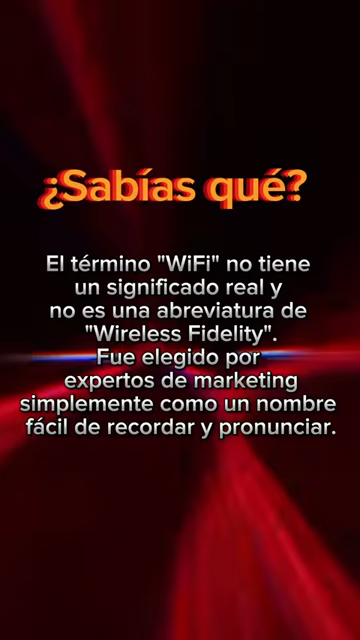 ¿Sabías qué?
El término "WiFi" no tiene
un significado real y
no es una abreviatura de
"Wireless Fidelity".
Fue elegido por
expertos de marketing
simplemente como un nombre
fácil de recordar y pronunciar.